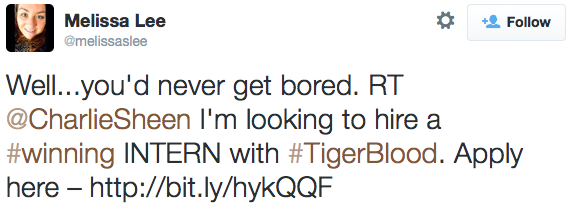 Melissa Lee
@melissaslee
Follow
Well...you'd never get bored. RT
@CharlieSheen I'm looking to hire a
#winning INTERN with #TigerBlood. Apply
here – http://bit.ly/hykQQF